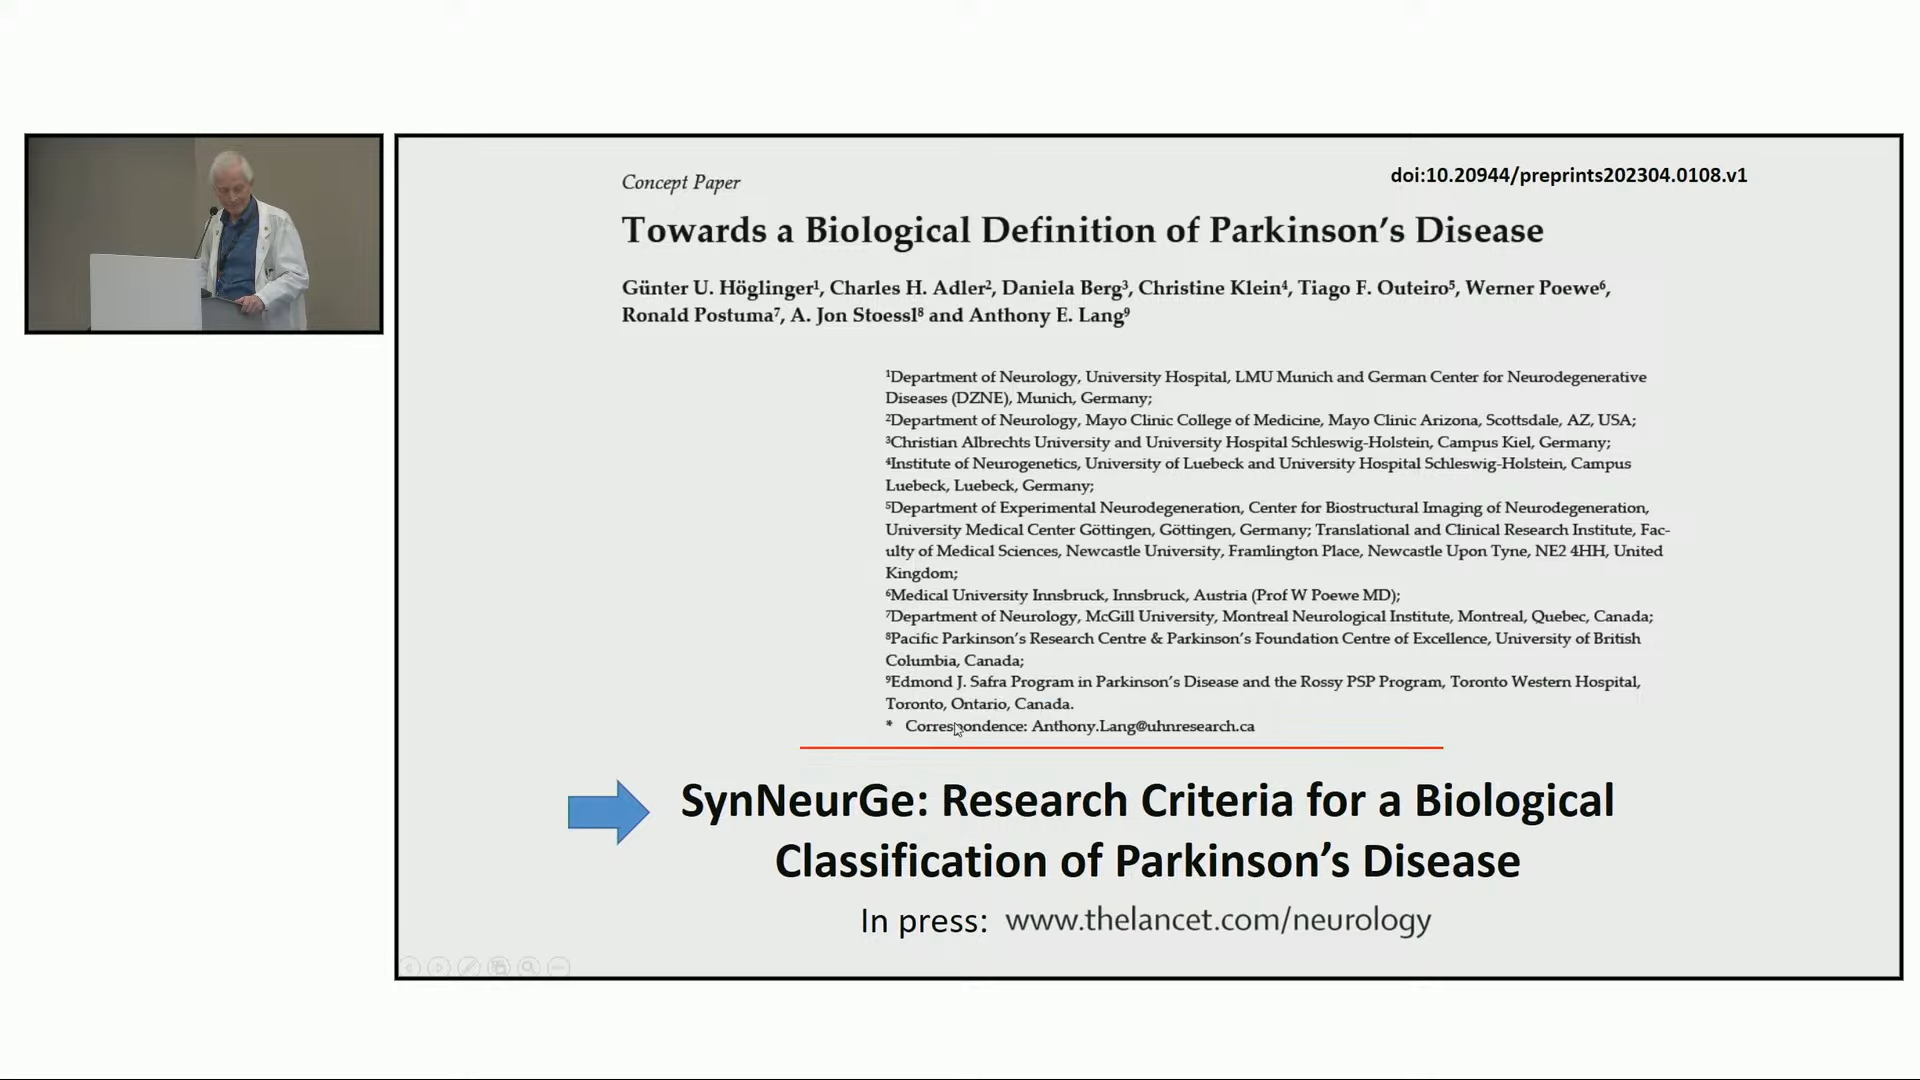 Concept Paper
doi:10.20944/preprints202304.0108.v1
Towards a Biological Definition of Parkinson's Disease
Günter U. Höglinger¹, Charles H. Adler², Daniela Berg³, Christine Klein⁴, Tiago F. Outeiro⁵, Werner Poewe⁶,
Ronald Postuma⁷, A. Jon Stoessl⁸ and Anthony E. Lang⁹
¹Department of Neurology, University Hospital, LMU Munich and German Center for Neurodegenerative
Diseases (DZNE), Munich, Germany;
²Department of Neurology, Mayo Clinic College of Medicine, Mayo Clinic Arizona, Scottsdale, AZ, USA;
³Christian Albrechts University and University Hospital Schleswig-Holstein, Campus Kiel, Germany;
⁴Institute of Neurogenetics, University of Luebeck and University Hospital Schleswig-Holstein, Campus
Luebeck, Luebeck, Germany;
⁵Department of Experimental Neurodegeneration, Center for Biostructural Imaging of Neurodegeneration,
University Medical Center Göttingen, Göttingen, Germany; Translational and Clinical Research Institute, Fac-
ulty of Medical Sciences, Newcastle University, Framlington Place, Newcastle Upon Tyne, NE2 4HH, United
Kingdom;
⁶Medical University Innsbruck, Innsbruck, Austria (Prof W Poewe MD);
⁷Department of Neurology, McGill University, Montreal Neurological Institute, Montreal, Quebec, Canada;
⁸Pacific Parkinson's Research Centre & Parkinson's Foundation Centre of Excellence, University of British
Columbia, Canada;
⁹Edmond J. Safra Program in Parkinson's Disease and the Rossy PSP Program, Toronto Western Hospital,
Toronto, Ontario, Canada.
* Correspondence: Anthony.Lang@uhnresearch.ca
SynNeurGe: Research Criteria for a Biological
Classification of Parkinson's Disease
In press: www.thelancet.com/neurology